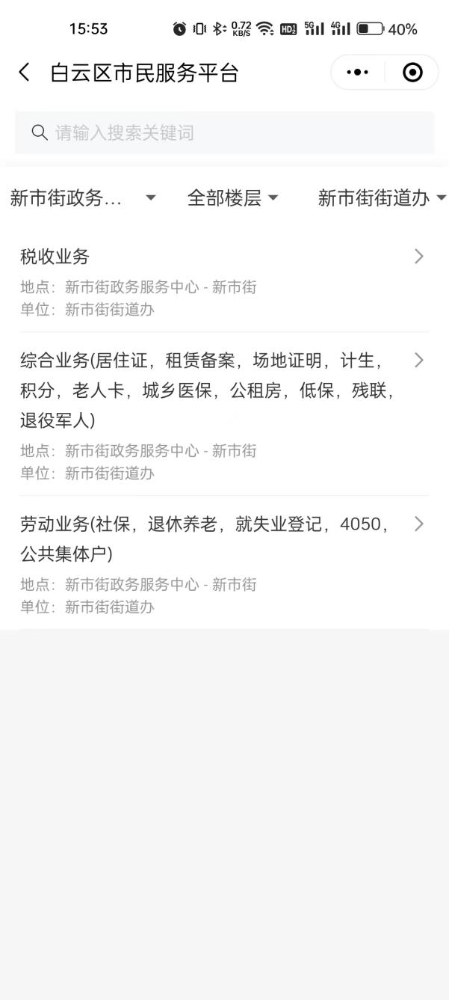 15:53
0.72 KB/S HD 5G 4G 40%
白云区市民服务平台
请输入搜索关键词
新市街政务... 全部楼层 新市街街道办
税收业务
地点：新市街政务服务中心 - 新市街
单位：新市街街道办
综合业务(居住证，租赁备案，场地证明，计生，
积分，老人卡，城乡医保，公租房，低保，残联，
退役军人)
地点：新市街政务服务中心 - 新市街
单位：新市街街道办
劳动业务(社保，退休养老，就失业登记，4050，
公共集体户)
地点：新市街政务服务中心 - 新市街
单位：新市街街道办